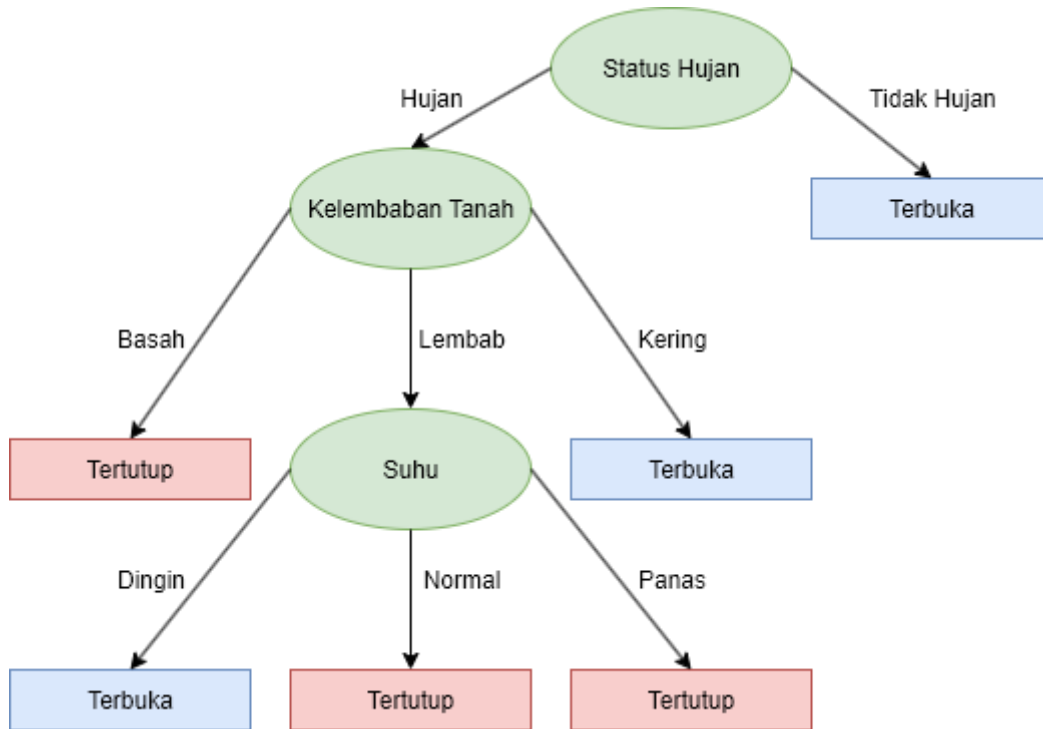 Status Hujan
Hujan
Tidak Hujan
Kelembaban Tanah
Terbuka
Basah
Lembab
Kering
Tertutup
Suhu
Terbuka
Dingin
Normal
Panas
Terbuka
Tertutup
Tertutup